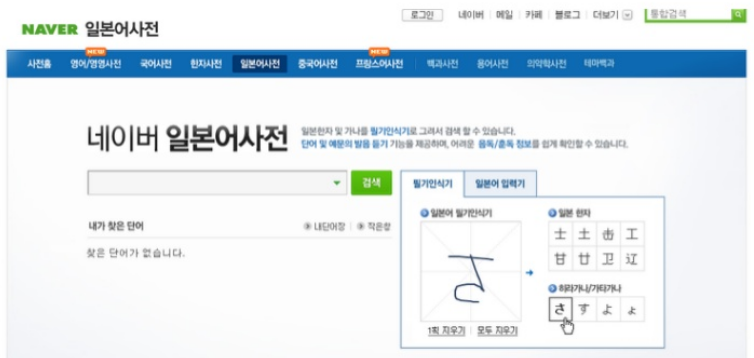 로그인 네이버 메일 카페 블로그 더보기 통합검색
NAVER 일본어사전
NEW! NEW!
사전홈 영어/영영사전 국어사전 한자사전 일본어사전 중국어사전 프랑스어사전 백과사전 용어사전 의약학사전 테마백과
네이버 일본어사전
일본한자 및 가나를 필기인식기로 그려서 검색 할 수 있습니다.
단어 및 예문의 발음 듣기 기능을 제공하며, 어려운 음독/훈독 정보를 쉽게 확인할 수 있습니다.
검색
필기인식기 일본어 입력기
내가 찾은 단어
내단어장 작은창
찾은 단어가 없습니다.
일본어 필기인식기
さ
1획 지우기 모두 지우기
일본 한자
士 土 击 工
甘 廿 卫 辽
히라가나/가타가나
さ す よ ょ